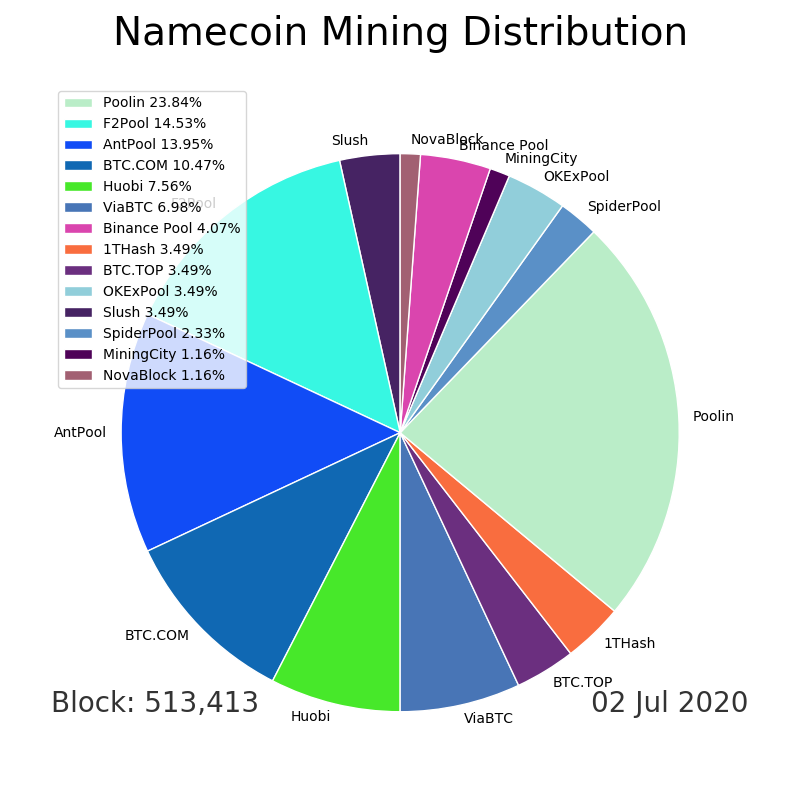 Namecoin Mining Distribution
Poolin 23.84%
F2Pool 14.53%
AntPool 13.95%
BTC.COM 10.47%
Huobi 7.56%
ViaBTC 6.98%
Binance Pool 4.07%
1THash 3.49%
BTC.TOP 3.49%
OKExPool 3.49%
Slush 3.49%
SpiderPool 2.33%
MiningCity 1.16%
NovaBlock 1.16%
Slush
NovaBlock
Binance Pool
MiningCity
OKExPool
SpiderPool
F2Pool
Poolin
AntPool
BTC.COM
1THash
BTC.TOP
Huobi
ViaBTC
Block: 513,413
02 Jul 2020